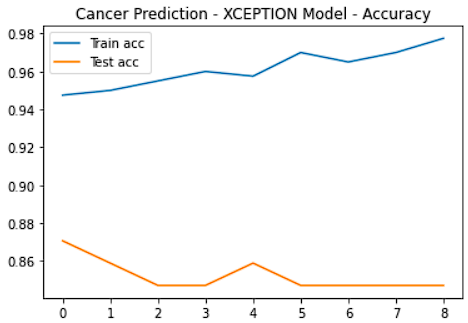 Cancer Prediction - XCEPTION Model - Accuracy
0.98
Train acc
Test acc
0.96
0.94
0.92
0.90
0.88
0.86
0 1 2 3 4 5 6 7 8